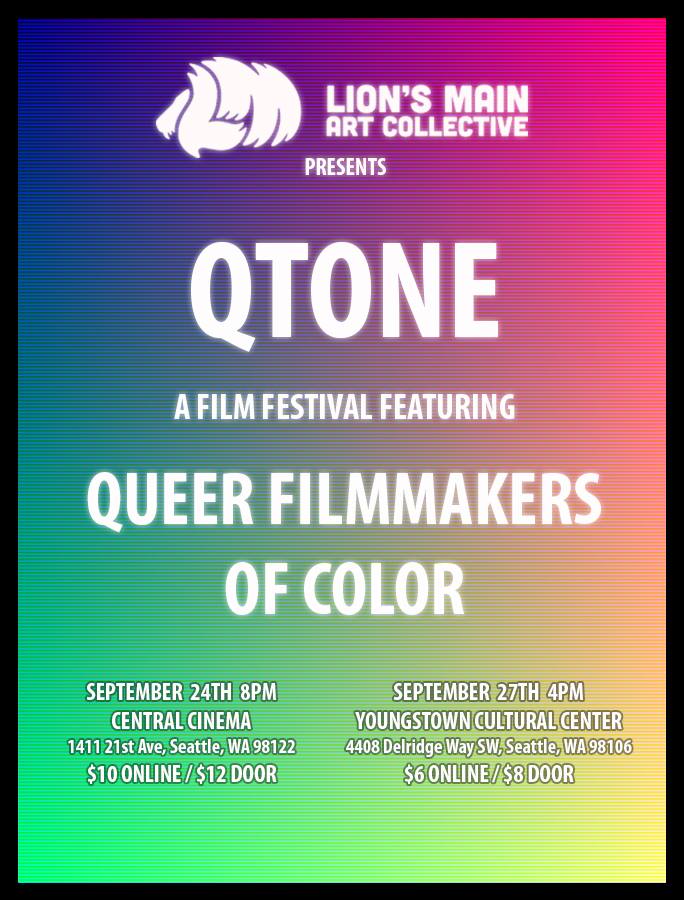 LION'S MAIN
ART COLLECTIVE
PRESENTS
QTONE
A FILM FESTIVAL FEATURING
QUEER FILMMAKERS
OF COLOR
SEPTEMBER 24TH 8PM
CENTRAL CINEMA
1411 21st Ave, Seattle, WA 98122
$10 ONLINE / $12 DOOR
SEPTEMBER 27TH 4PM
YOUNGSTOWN CULTURAL CENTER
4408 Delridge Way SW, Seattle, WA 98106
$6 ONLINE / $8 DOOR